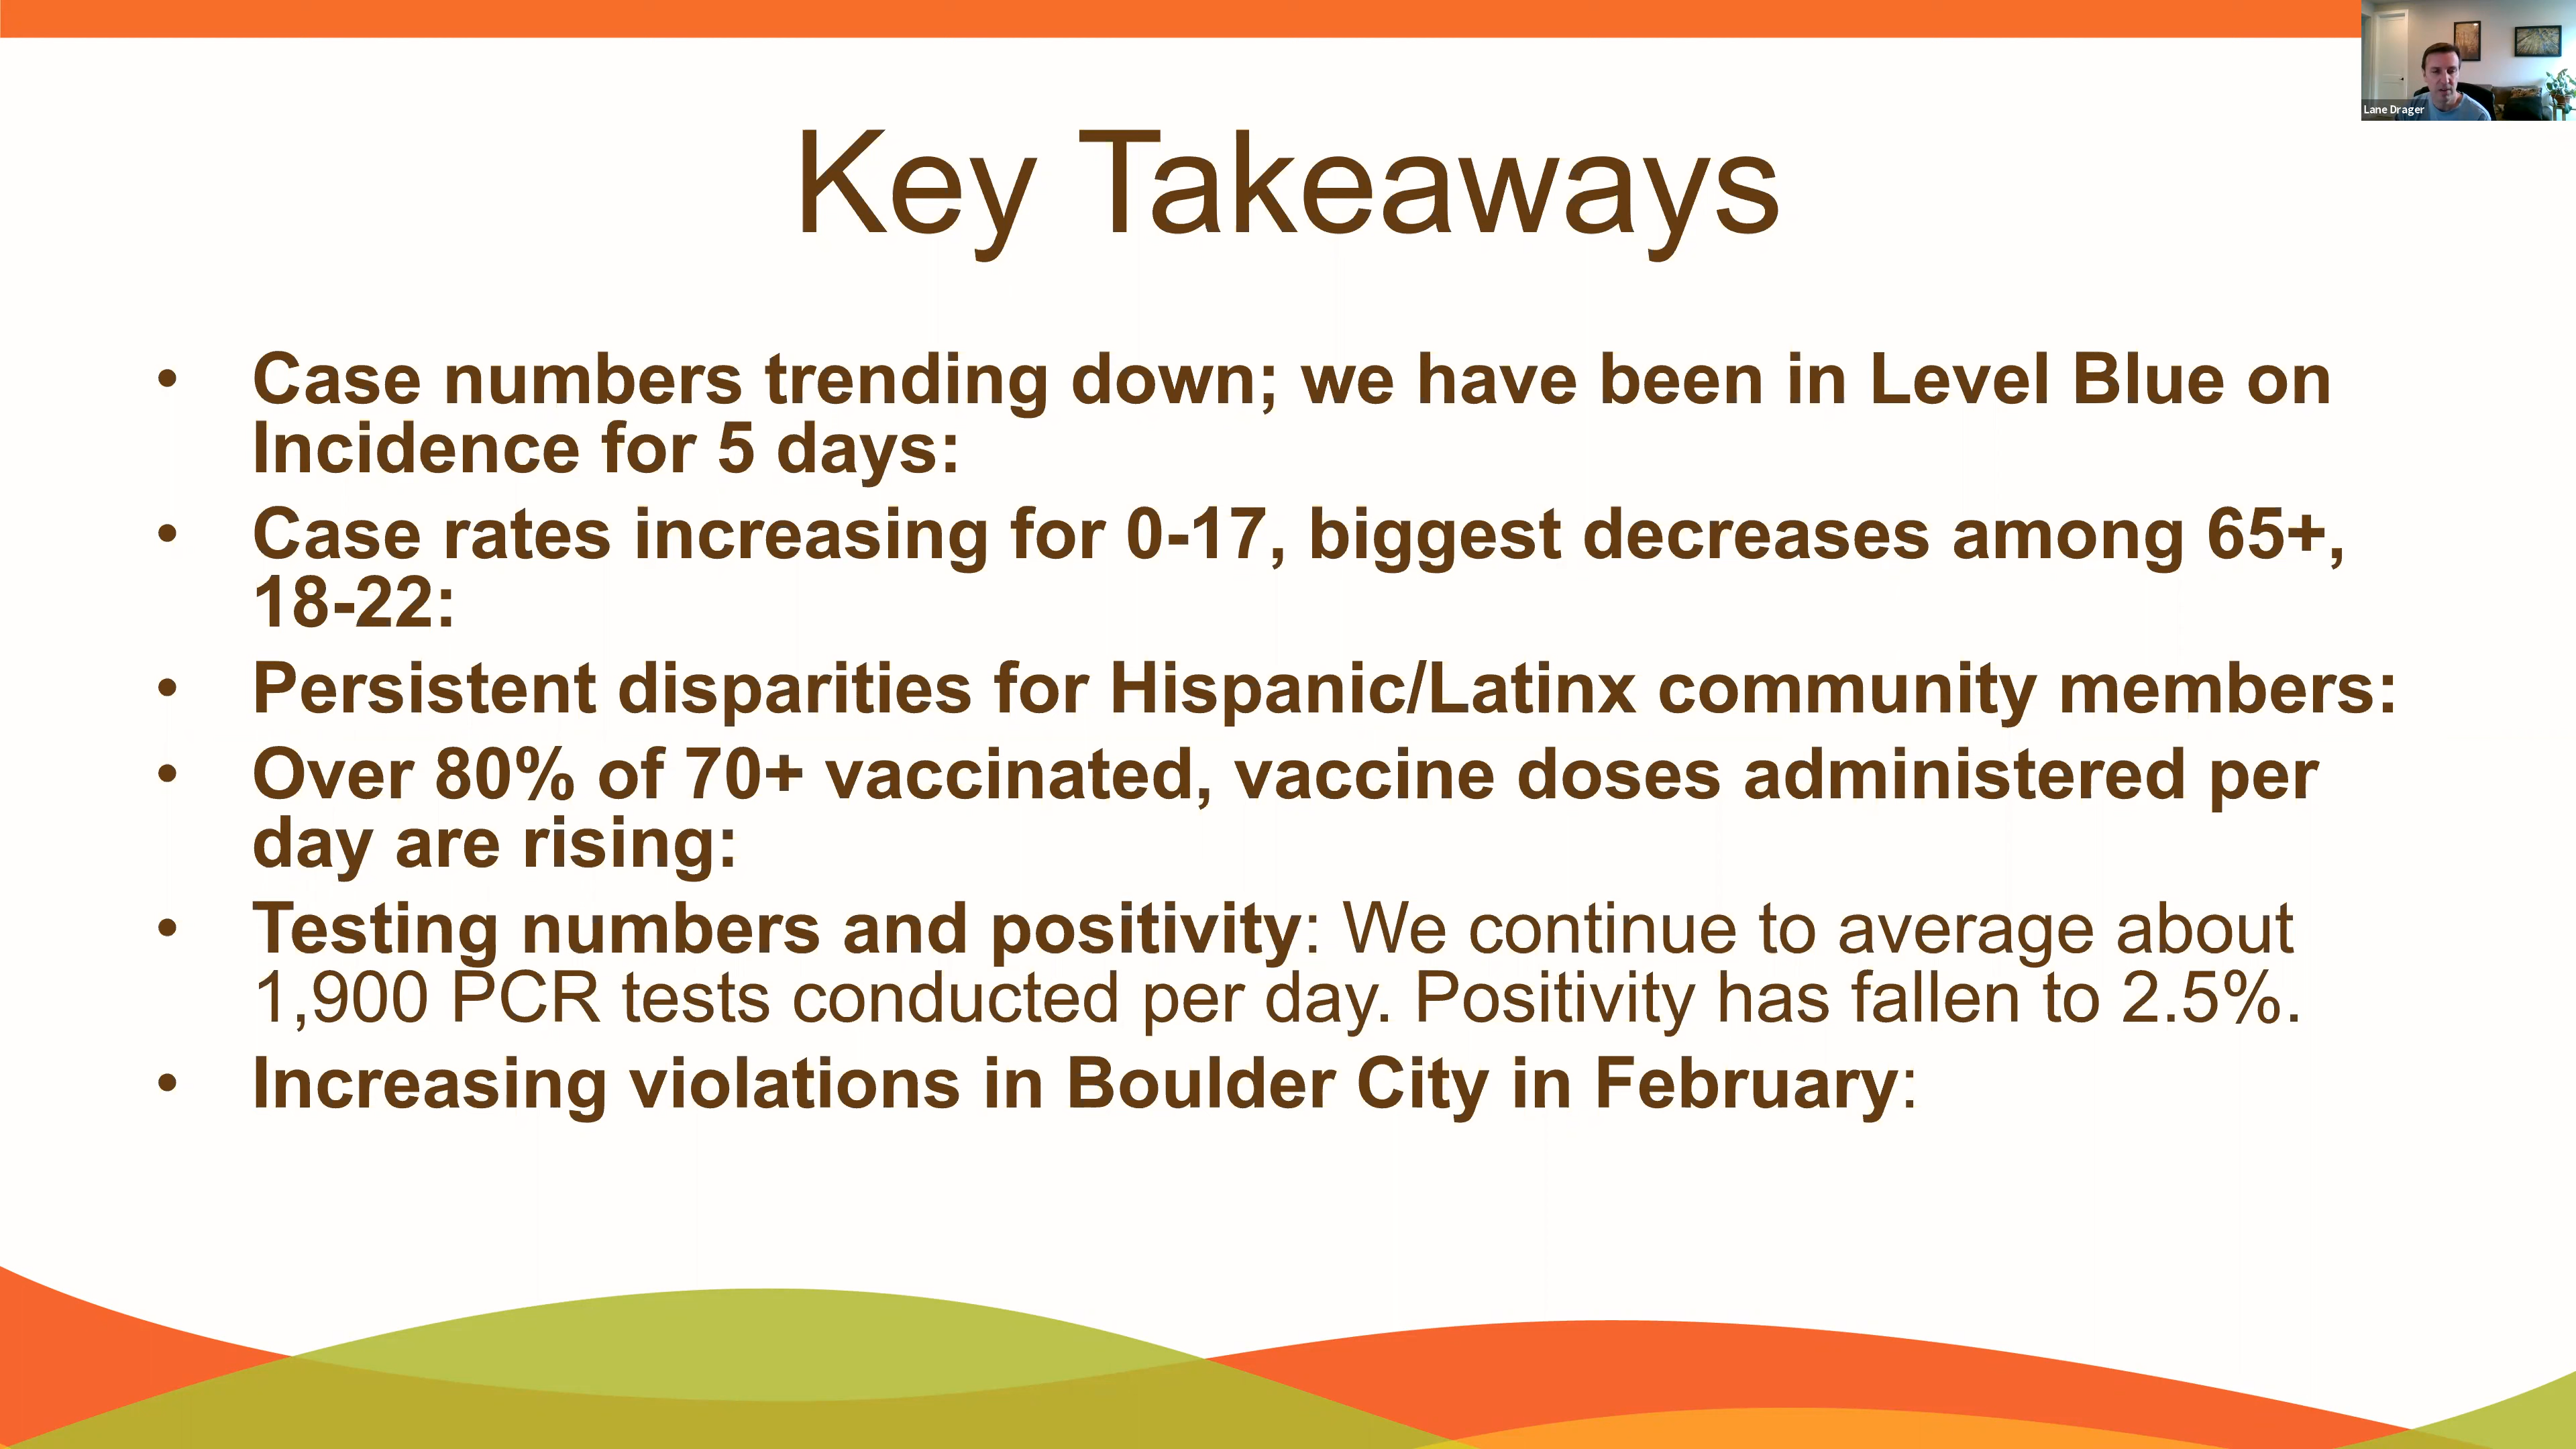 Lane Drager
Key Takeaways
• Case numbers trending down; we have been in Level Blue on
Incidence for 5 days:
• Case rates increasing for 0-17, biggest decreases among 65+,
18-22:
• Persistent disparities for Hispanic/Latinx community members:
• Over 80% of 70+ vaccinated, vaccine doses administered per
day are rising:
• Testing numbers and positivity: We continue to average about
1,900 PCR tests conducted per day. Positivity has fallen to 2.5%.
• Increasing violations in Boulder City in February: